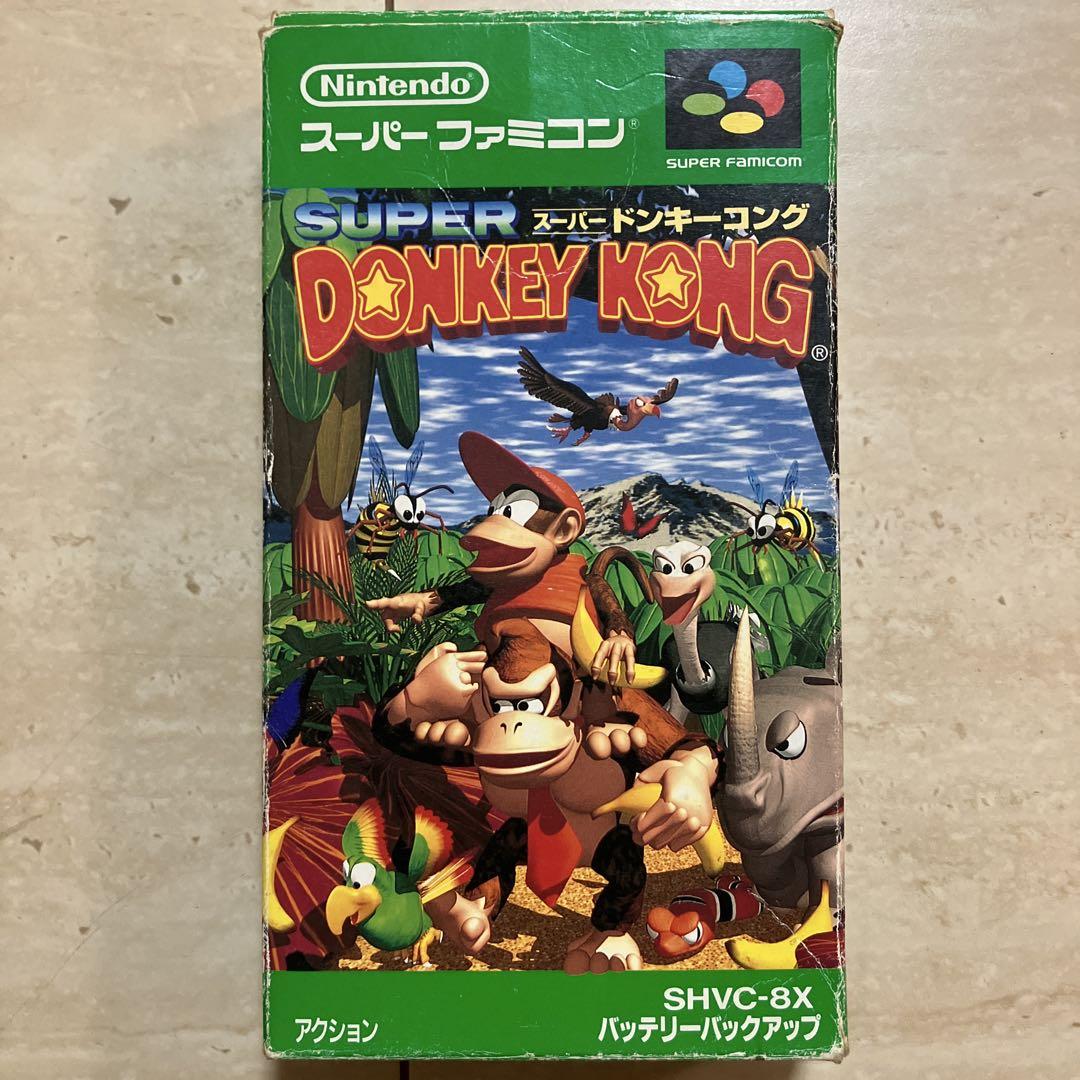 Nintendo®
スーパーファミコン®
SUPER FAMICOM
SUPER スーパードンキーコング
DONKEY KONG®
SHVC-8X
アクション バッテリーバックアップ